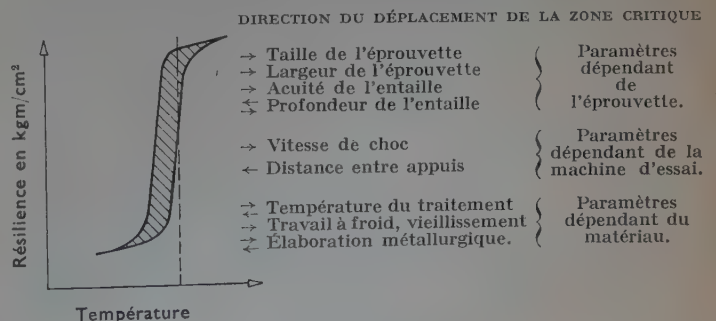 DIRECTION DU DÉPLACEMENT DE LA ZONE CRITIQUE
Résilience en kgm/cm²
Température
→ Taille de l'éprouvette
→ Largeur de l'éprouvette
→ Acuité de l'entaille
⇆ Profondeur de l'entaille
Paramètres
dépendant
de
l'éprouvette.
→ Vitesse de choc
← Distance entre appuis
Paramètres
dépendant de la
machine d'essai.
⇄ Température du traitement
→ Travail à froid, vieillissement
⇄ Élaboration métallurgique.
Paramètres
dépendant du
matériau.